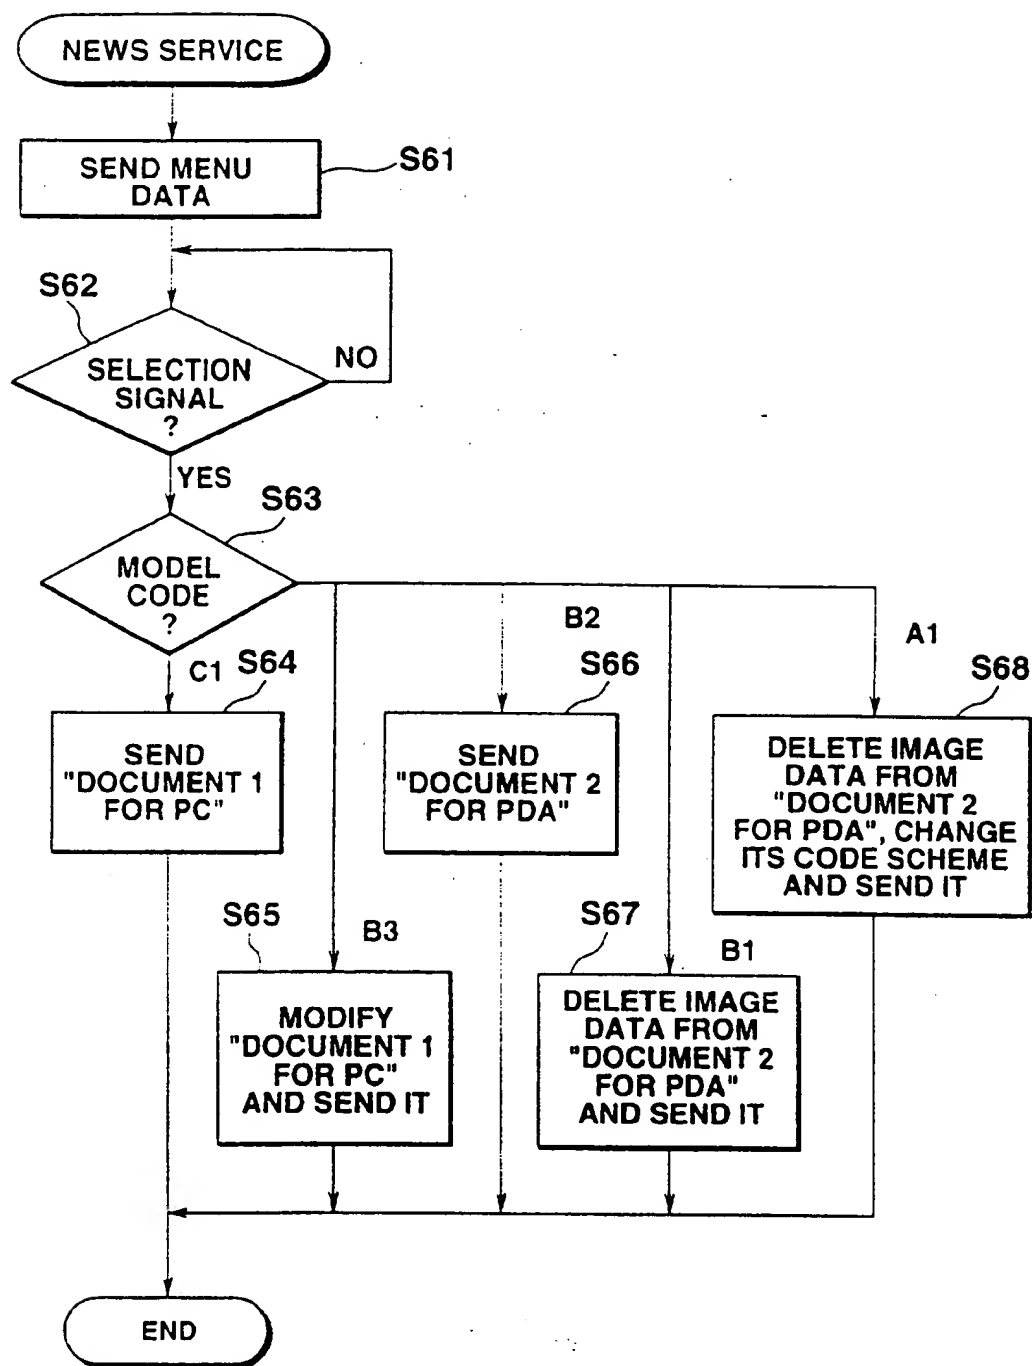 NEWS SERVICE
SEND MENU
DATA
S61
S62
SELECTION
SIGNAL
?
NO
YES
S63
MODEL
CODE
?
C1
S64
SEND
"DOCUMENT 1
FOR PC"
B2
S66
SEND
"DOCUMENT 2
FOR PDA"
A1
S68
DELETE IMAGE
DATA FROM
"DOCUMENT 2
FOR PDA", CHANGE
ITS CODE SCHEME
AND SEND IT
S65
B3
MODIFY
"DOCUMENT 1
FOR PC"
AND SEND IT
S67
B1
DELETE IMAGE
DATA FROM
"DOCUMENT 2
FOR PDA"
AND SEND IT
END